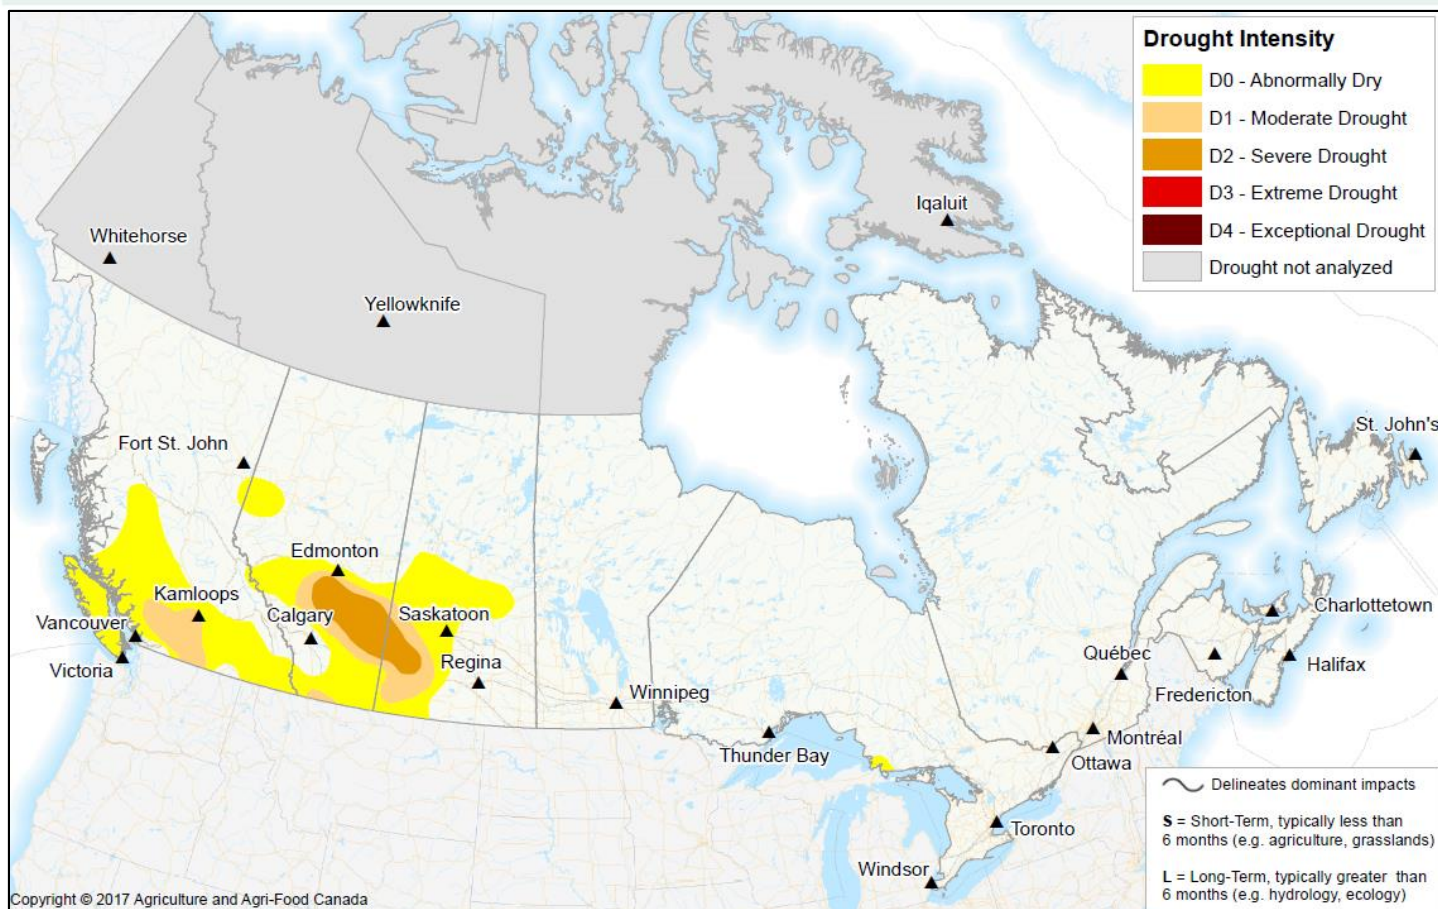 Drought Intensity
D0 - Abnormally Dry
D1 - Moderate Drought
D2 - Severe Drought
D3 - Extreme Drought
D4 - Exceptional Drought
Drought not analyzed
Iqaluit
Whitehorse
Yellowknife
Fort St. John
St. John's
Edmonton
Kamloops
Calgary
Saskatoon
Vancouver
Charlottetown
Victoria
Regina
Québec
Halifax
Winnipeg
Fredericton
Thunder Bay
Montréal
Ottawa
Toronto
Windsor
Delineates dominant impacts
S = Short-Term, typically less than
6 months (e.g. agriculture, grasslands)
L = Long-Term, typically greater than
6 months (e.g. hydrology, ecology)
Copyright © 2017 Agriculture and Agri-Food Canada